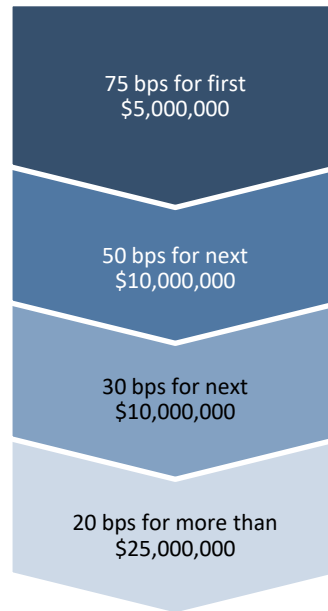 75 bps for first
$5,000,000
50 bps for next
$10,000,000
30 bps for next
$10,000,000
20 bps for more than
$25,000,000